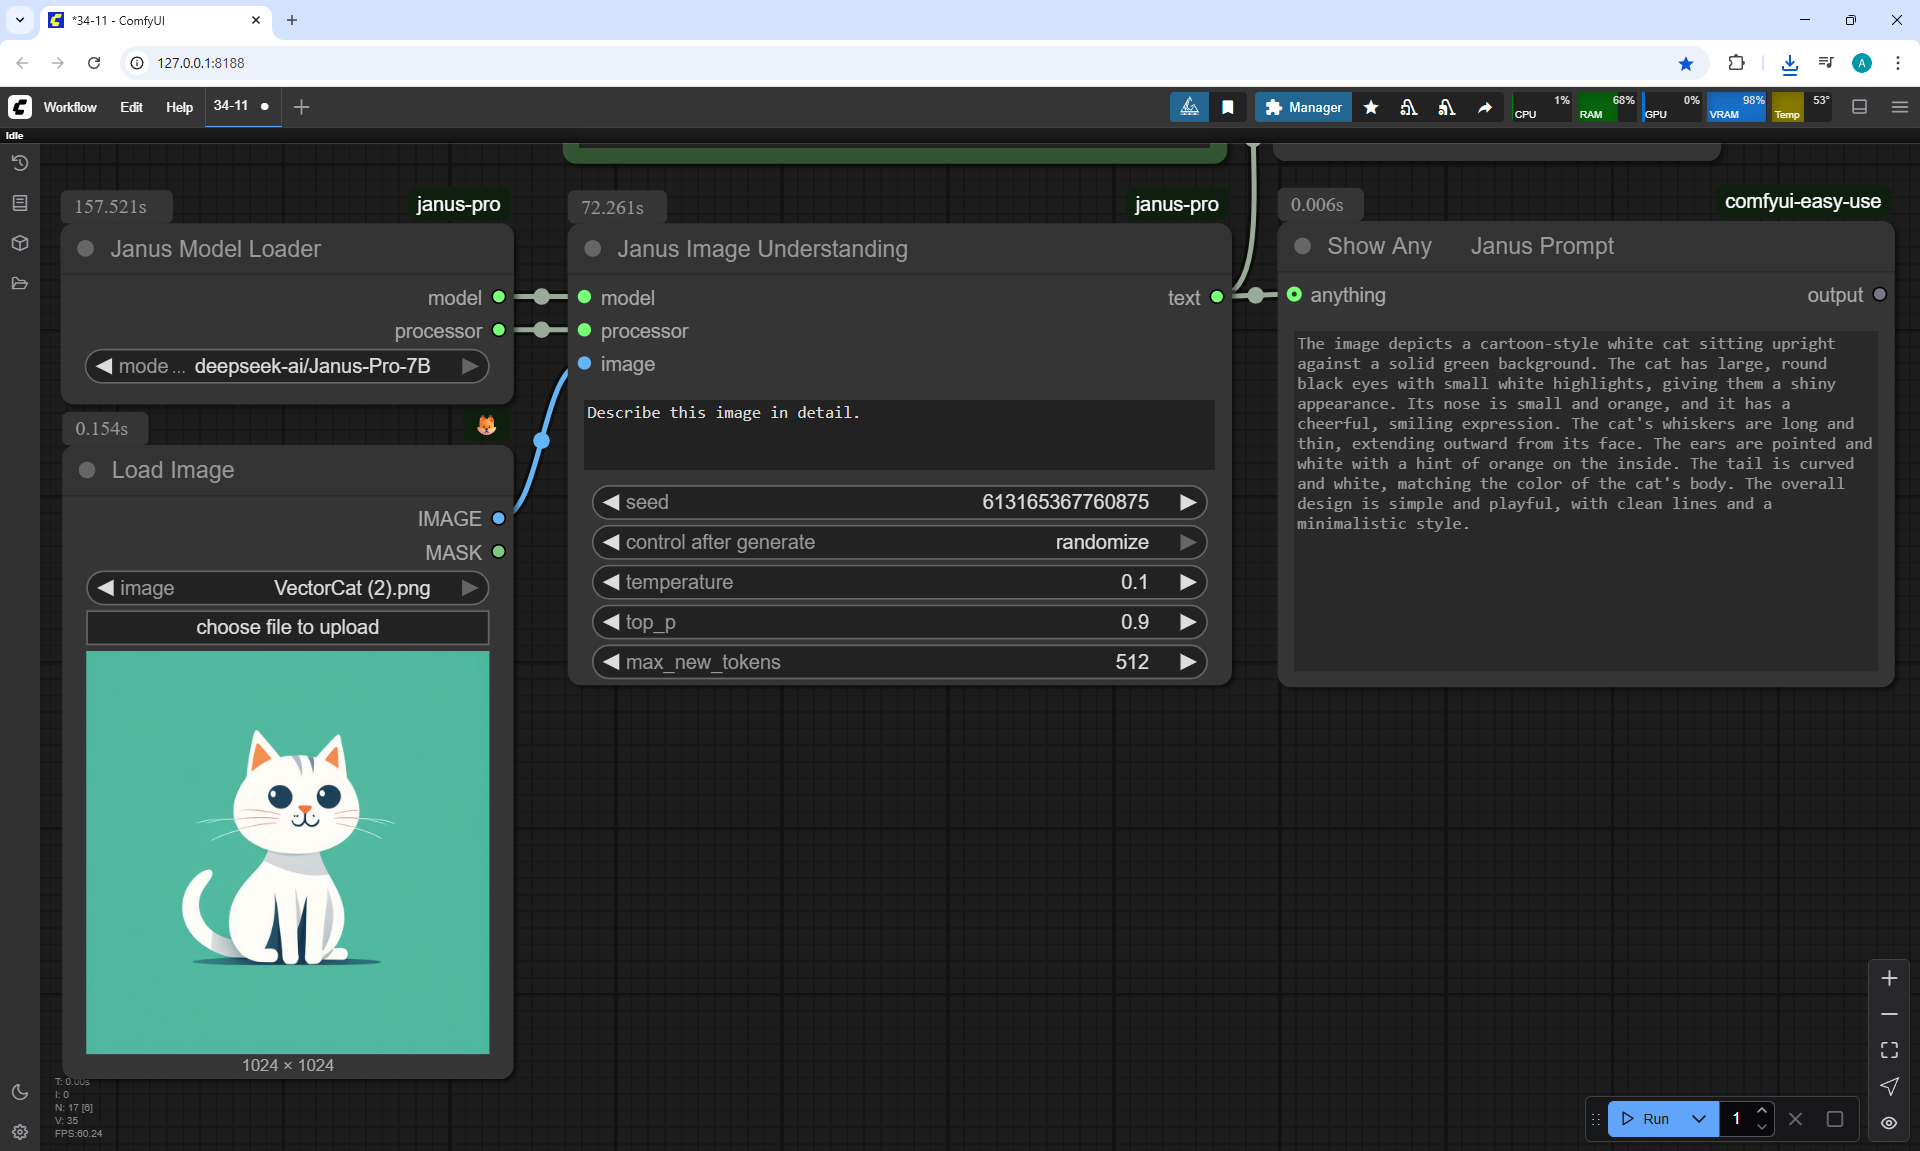 *34-11 - ComfyUI
127.0.0.1:8188
Workflow Edit Help 34-11
Manager
CPU 1% RAM 68% GPU 0% VRAM 98% Temp 53°
Idle
157.521s
janus-pro
Janus Model Loader
model
processor
mode ... deepseek-ai/Janus-Pro-7B
0.154s
Load Image
IMAGE
MASK
image VectorCat (2).png
choose file to upload
1024 × 1024
72.261s
janus-pro
Janus Image Understanding
model
text
processor
image
Describe this image in detail.
seed 613165367760875
control after generate randomize
temperature 0.1
top_p 0.9
max_new_tokens 512
0.006s
comfyui-easy-use
Show Any Janus Prompt
anything
output
The image depicts a cartoon-style white cat sitting upright
against a solid green background. The cat has large, round
black eyes with small white highlights, giving them a shiny
appearance. Its nose is small and orange, and it has a
cheerful, smiling expression. The cat's whiskers are long and
thin, extending outward from its face. The ears are pointed and
white with a hint of orange on the inside. The tail is curved
and white, matching the color of the cat's body. The overall
design is simple and playful, with clean lines and a
minimalistic style.
T: 0.00s
I: 0
N: 17 [6]
V: 35
FPS:60.24
Run 1
A